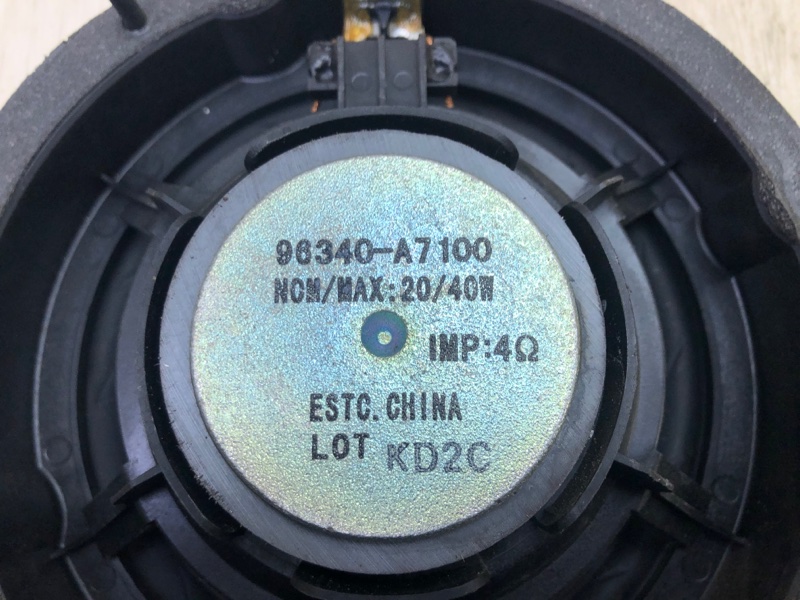 96340-A7100
NOM/MAX:20/40W
IMP:4Ω
ESTC.CHINA
LOT KD2C